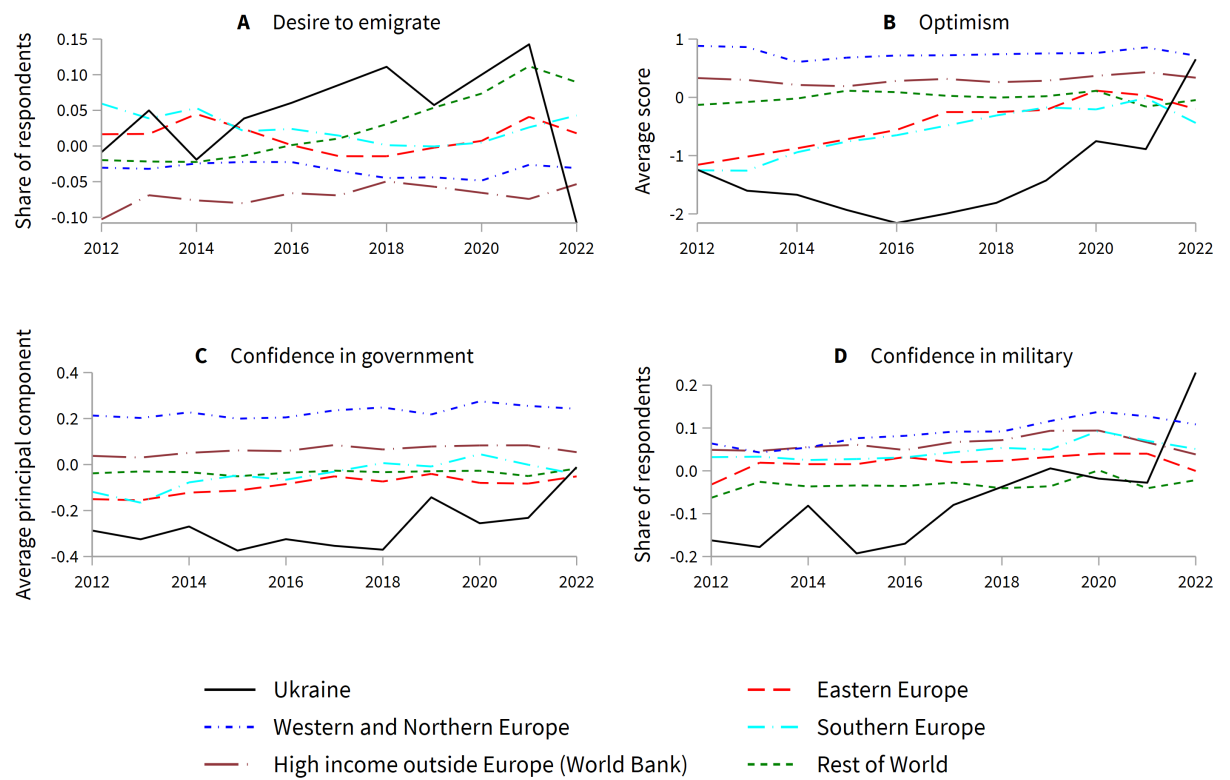 A Desire to emigrate
Share of respondents
0.15
0.10
0.05
0.00
-0.05
-0.10
2012 2014 2016 2018 2020 2022
B Optimism
Average score
1
0
-1
-2
2012 2014 2016 2018 2020 2022
C Confidence in government
Average principal component
0.4
0.2
0.0
-0.2
-0.4
2012 2014 2016 2018 2020 2022
D Confidence in military
Share of respondents
0.2
0.1
0.0
-0.1
-0.2
2012 2014 2016 2018 2020 2022
Ukraine
Eastern Europe
Western and Northern Europe
Southern Europe
High income outside Europe (World Bank)
Rest of World